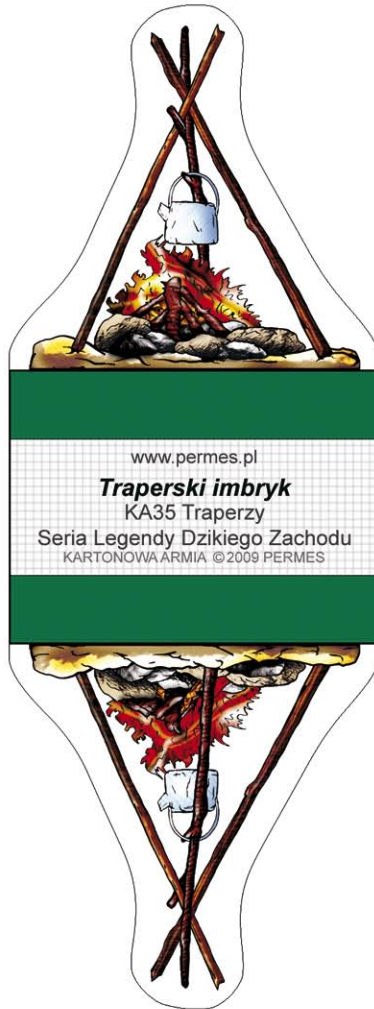 www.permes.pl
Traperski imbryk
KA35 Traperzy
Seria Legendy Dzikiego Zachodu
KARTONOWA ARMIA ©2009 PERMES